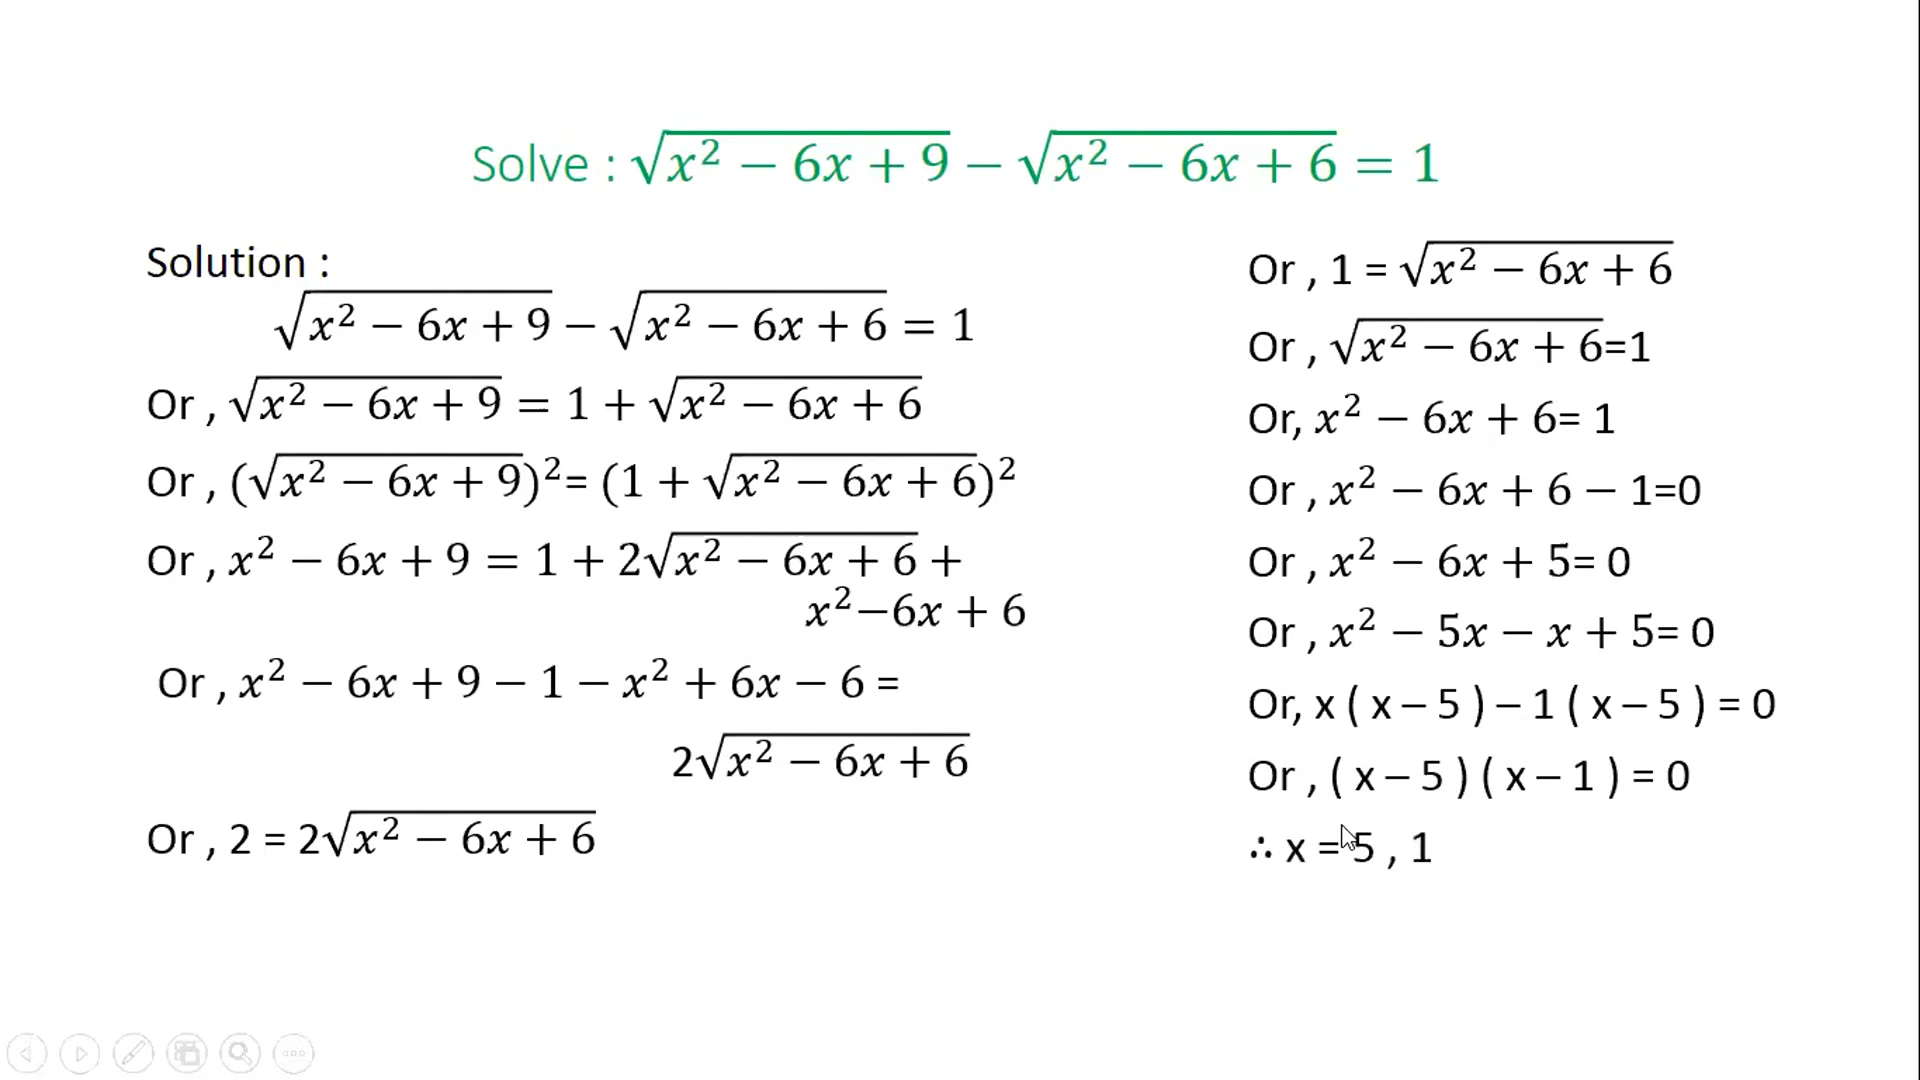 Solve : √(x² − 6x + 9) − √(x² − 6x + 6) = 1
Solution :
√(x² − 6x + 9) − √(x² − 6x + 6) = 1
Or , √(x² − 6x + 9) = 1 + √(x² − 6x + 6)
Or , (√(x² − 6x + 9))²= (1 + √(x² − 6x + 6))²
Or , x² − 6x + 9 = 1 + 2√(x² − 6x + 6) +
x²−6x + 6
Or , x² − 6x + 9 − 1 − x² + 6x − 6 =
2√(x² − 6x + 6)
Or , 2 = 2√(x² − 6x + 6)
Or , 1 = √(x² − 6x + 6)
Or , √(x² − 6x + 6)=1
Or, x² − 6x + 6= 1
Or , x² − 6x + 6 − 1=0
Or , x² − 6x + 5= 0
Or , x² − 5x − x + 5= 0
Or, x ( x – 5 ) – 1 ( x – 5 ) = 0
Or , ( x – 5 ) ( x – 1 ) = 0
∴ x = 5 , 1